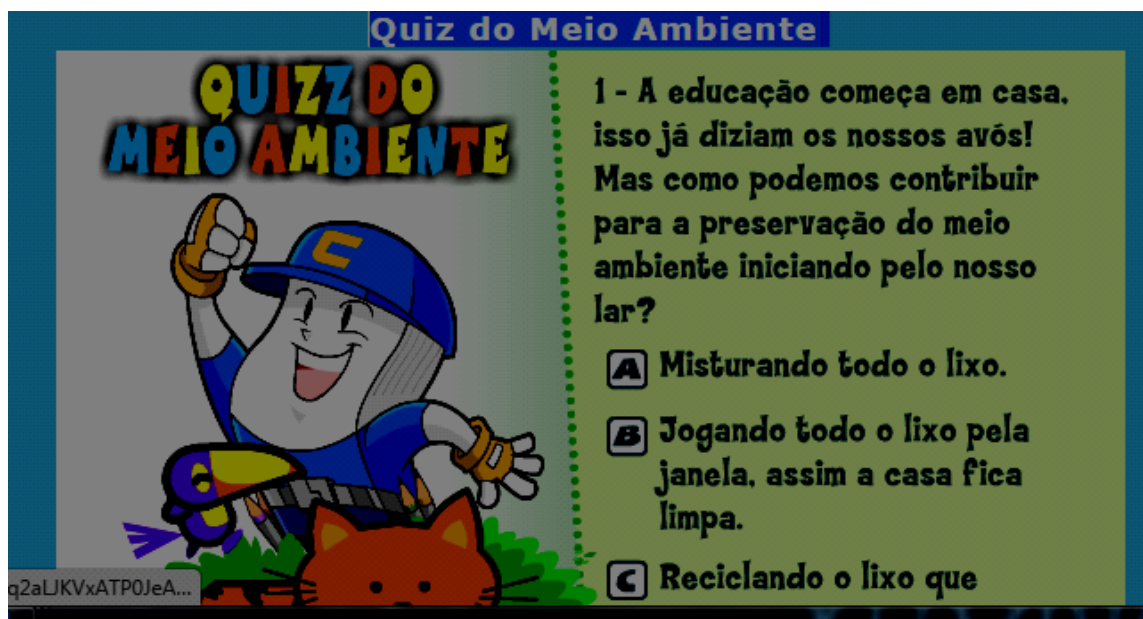 Quiz do Meio Ambiente
QUIZZ DO
MEIO AMBIENTE
C
1 - A educação começa em casa,
isso já diziam os nossos avós!
Mas como podemos contribuir
para a preservação do meio
ambiente iniciando pelo nosso
lar?
A Misturando todo o lixo.
B Jogando todo o lixo pela
janela, assim a casa fica
limpa.
C Reciclando o lixo que
q2aLJKVxATP0JeA...